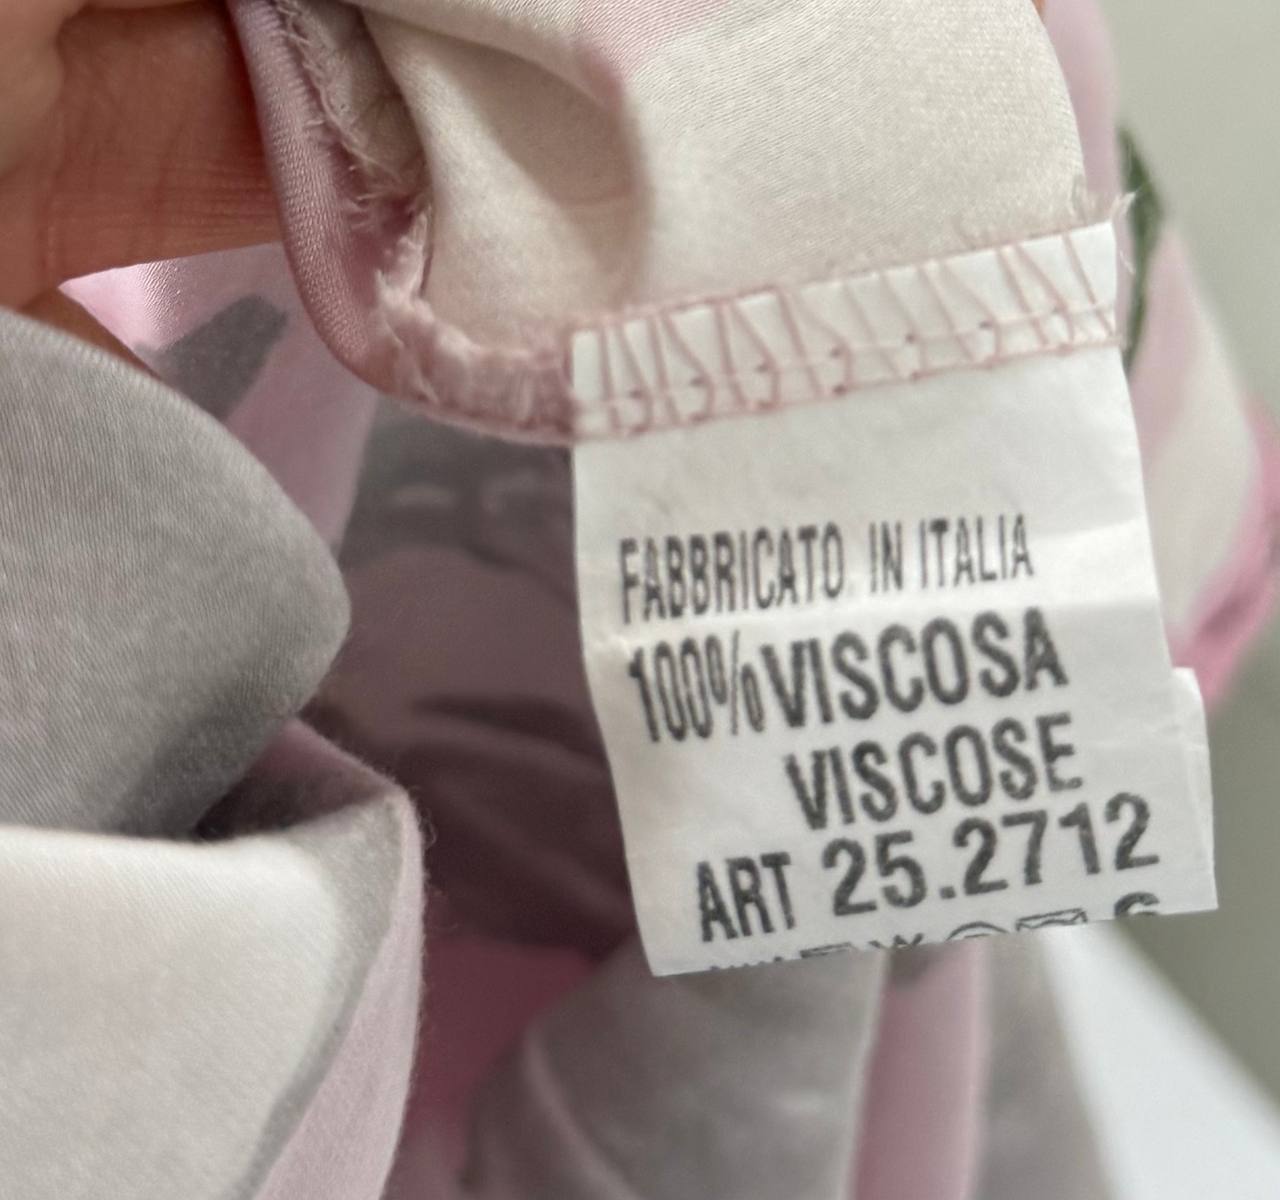 FABBRICATO IN ITALIA
100% VISCOSA
VISCOSE
ART 25.2712